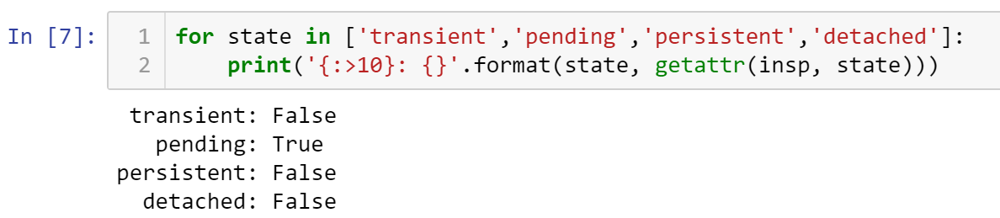 In [7]: 1 for state in ['transient','pending','persistent','detached']:
2     print('{:>10}: {}'.format(state, getattr(insp, state)))
 transient: False
   pending: True
persistent: False
  detached: False